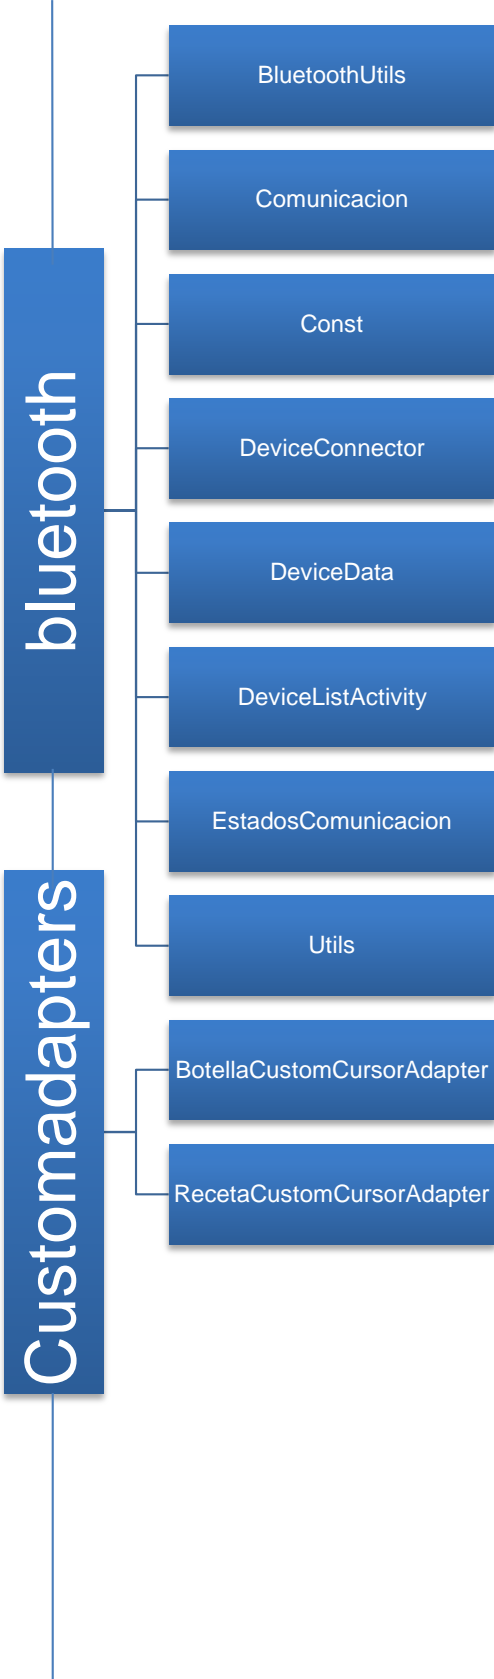 bluetooth
BluetoothUtils
Comunicacion
Const
DeviceConnector
DeviceData
DeviceListActivity
EstadosComunicacion
Utils
Customadapters
BotellaCustomCursorAdapter
RecetaCustomCursorAdapter